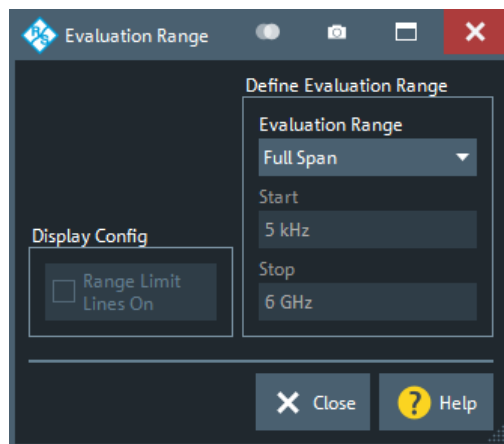 R&S Evaluation Range
Define Evaluation Range
Evaluation Range
Full Span
Start
5 kHz
Display Config
Stop
Range Limit
Lines On
6 GHz
Close
? Help